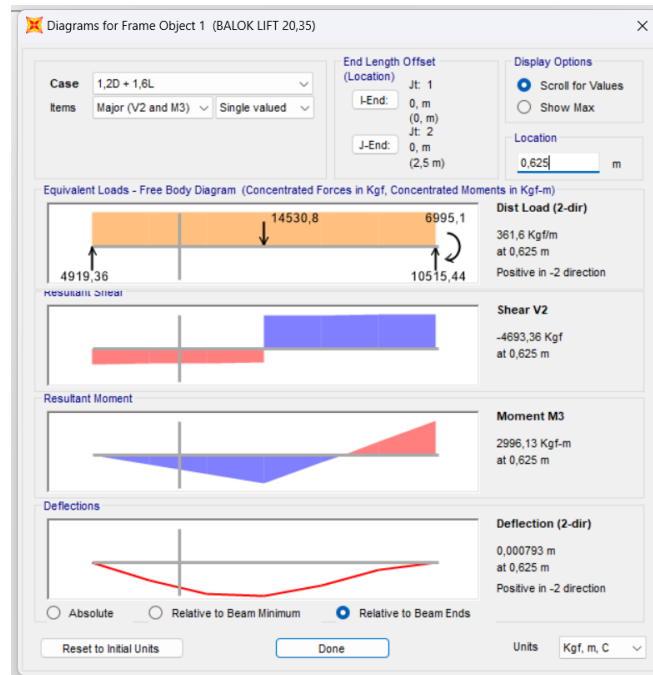 Diagrams for Frame Object 1 (BALOK LIFT 20,35)
Case 1,2D + 1,6L
Items Major (V2 and M3) Single valued
End Length Offset
(Location)
Jt: 1
I-End: 0, m
(0, m)
Jt: 2
J-End: 0, m
(2,5 m)
Display Options
Scroll for Values
Show Max
Location
0,625 m
Equivalent Loads - Free Body Diagram (Concentrated Forces in Kgf, Concentrated Moments in Kgf-m)
14530,8 6995,1
4919,36 10515,44
Dist Load (2-dir)
361,6 Kgf/m
at 0,625 m
Positive in -2 direction
Resultant Shear
Shear V2
-4693,36 Kgf
at 0,625 m
Resultant Moment
Moment M3
2996,13 Kgf-m
at 0,625 m
Deflections
Deflection (2-dir)
0,000793 m
at 0,625 m
Positive in -2 direction
Absolute Relative to Beam Minimum Relative to Beam Ends
Reset to Initial Units Done Units Kgf, m, C